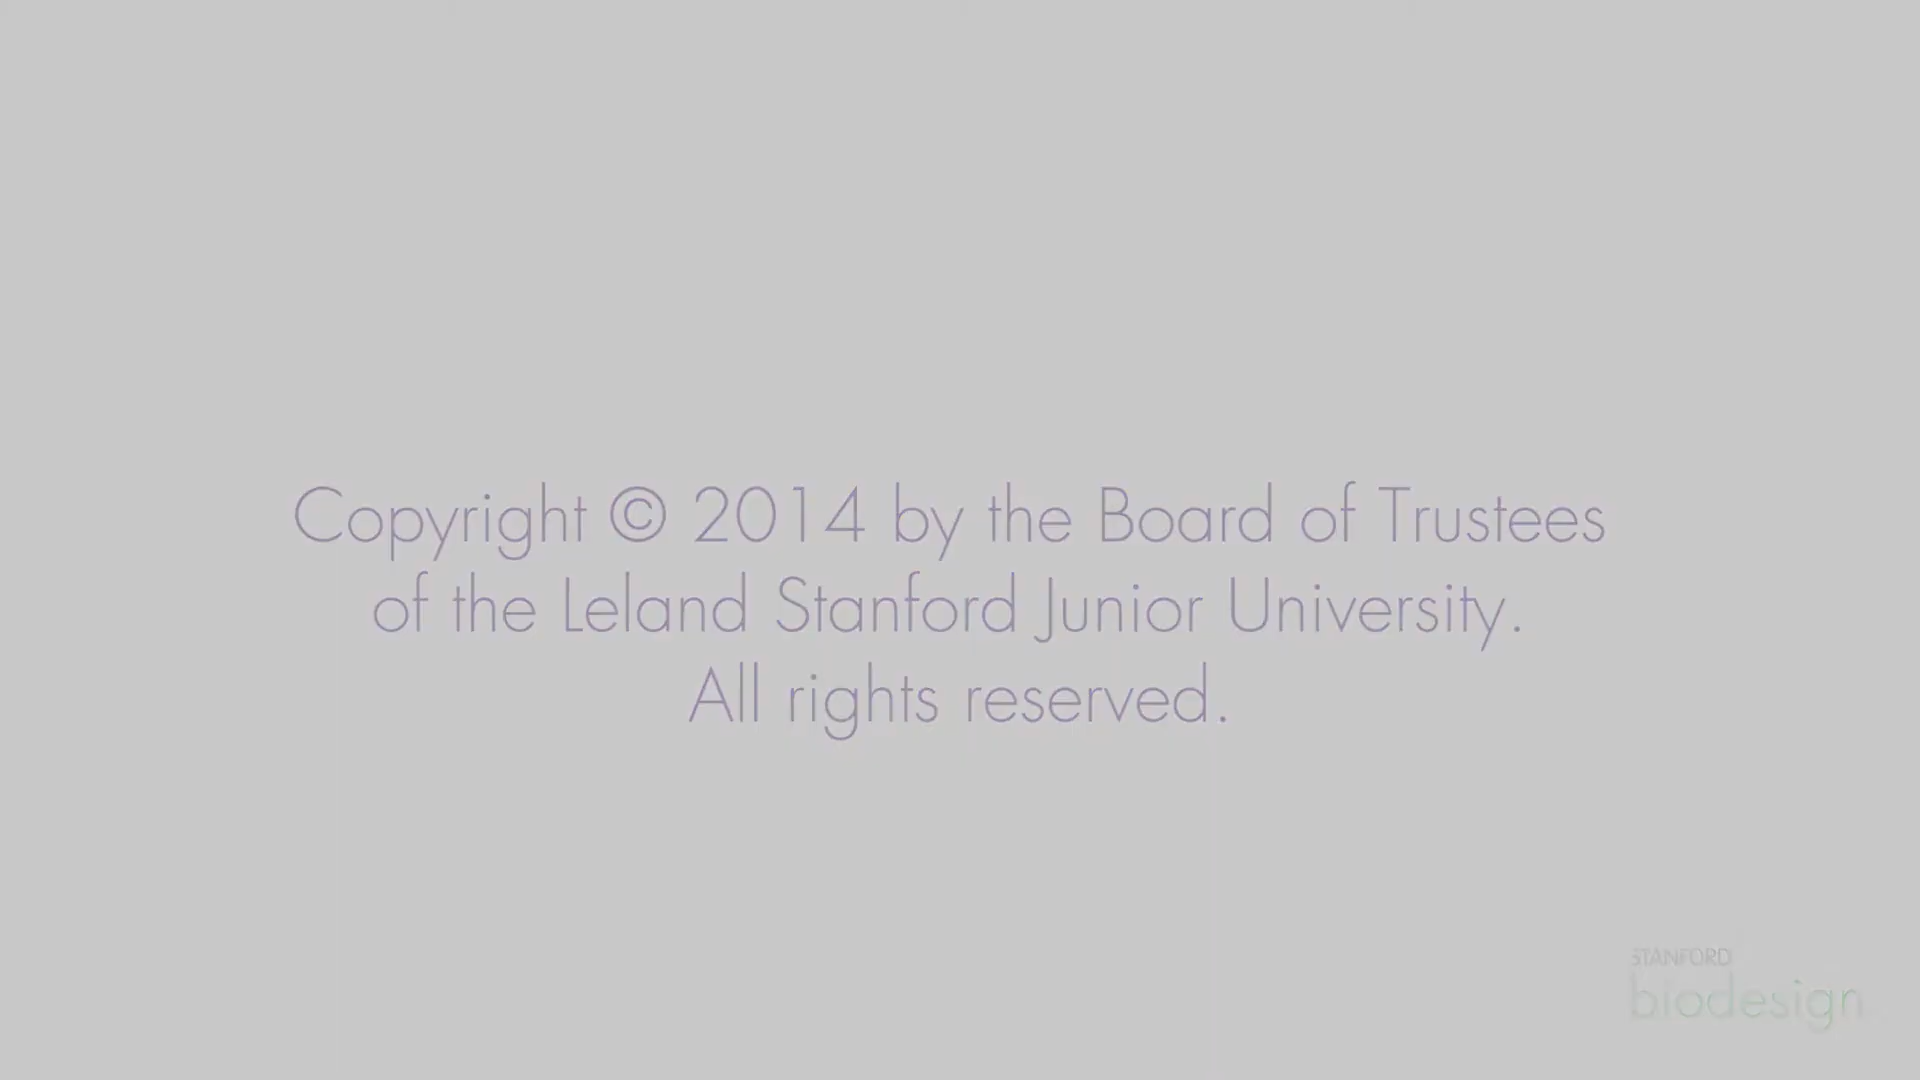 Copyright © 2014 by the Board of Trustees
of the Leland Stanford Junior University.
All rights reserved.
STANFORD
biodesign